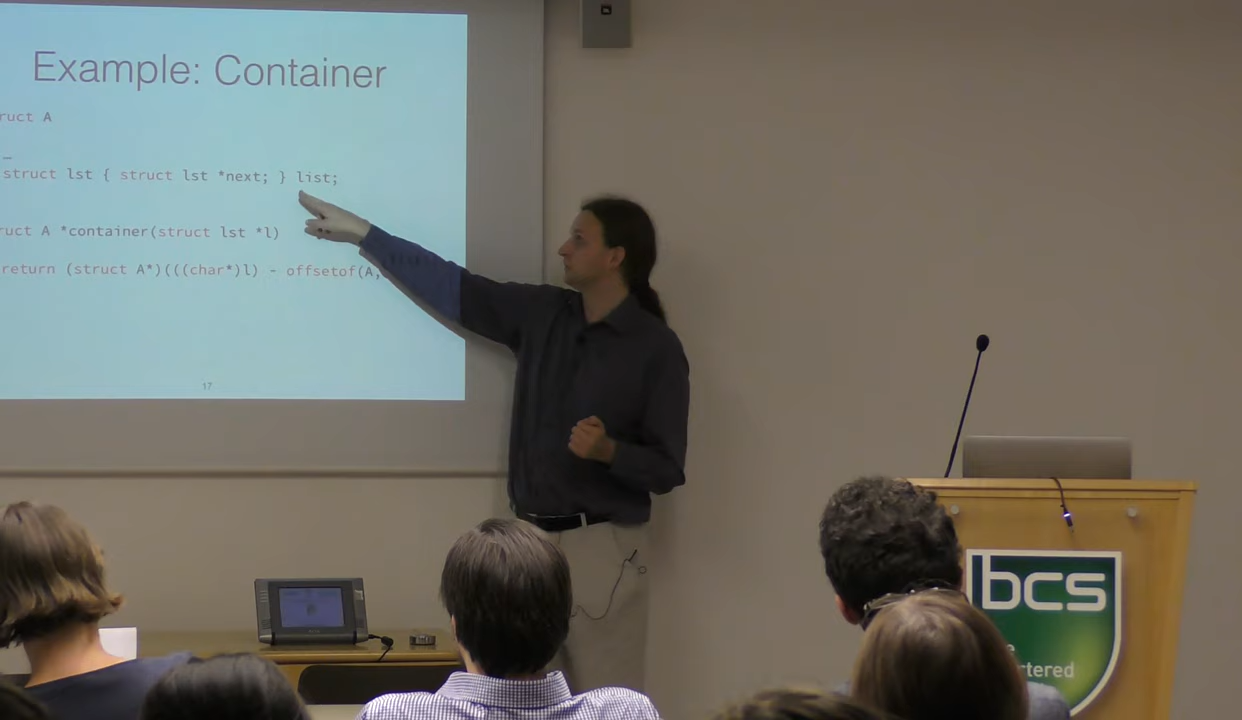 Example: Container
ruct A
…
struct lst { struct lst *next; } list;
ruct A *container(struct lst *l)
return (struct A*)(((char*)l) - offsetof(A,
17
bcs
e
rtered